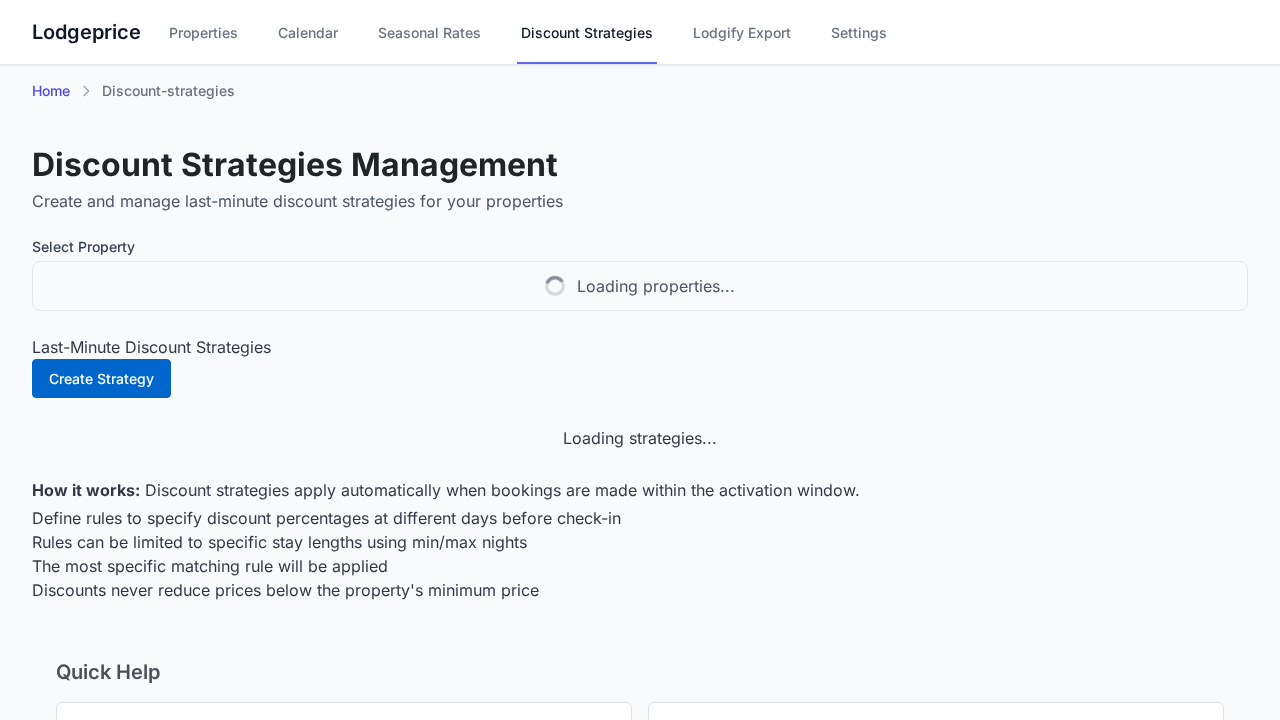 Lodgeprice Properties Calendar Seasonal Rates Discount Strategies Lodgify Export Settings
Home Discount-strategies
Discount Strategies Management
Create and manage last-minute discount strategies for your properties
Select Property
Loading properties...
Last-Minute Discount Strategies
Create Strategy
Loading strategies...
How it works: Discount strategies apply automatically when bookings are made within the activation window.
Define rules to specify discount percentages at different days before check-in
Rules can be limited to specific stay lengths using min/max nights
The most specific matching rule will be applied
Discounts never reduce prices below the property's minimum price
Quick Help